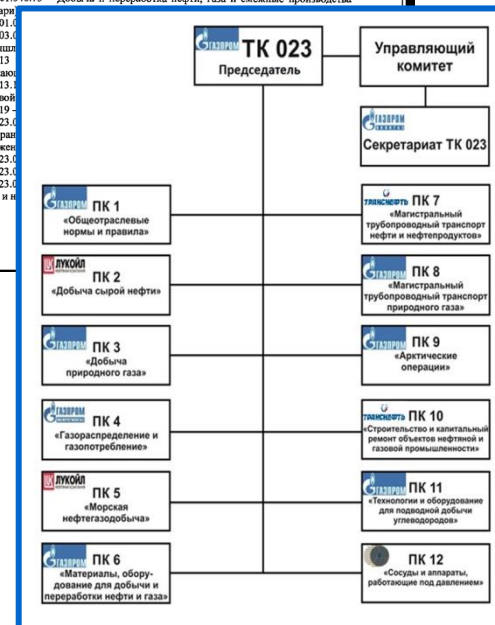 ГАЗПРОМ
ТК 023
Председатель
Управляющий
комитет
ГАЗПРОМ
Секретариат ТК 023
ГАЗПРОМ
ПК 1
«Общеотраслевые
нормы и правила»
ЛУКОЙЛ
ПК 2
«Добыча сырой нефти»
ГАЗПРОМ
ПК 3
«Добыча
природного газа»
ГАЗПРОМ
ПК 4
«Газораспределение и
газопотребление»
ЛУКОЙЛ
ПК 5
«Морская
нефтегазодобыча»
ГАЗПРОМ
ПК 6
«Материалы, обору-
дование для добычи и
переработки нефти и газа»
ТРАНСНЕФТЬ
ПК 7
«Магистральный
трубопроводный транспорт
нефти и нефтепродуктов»
ГАЗПРОМ
ПК 8
«Магистральный
трубопроводный транспорт
природного газа»
ГАЗПРОМ
ПК 9
«Арктические
операции»
ТРАНСНЕФТЬ
ПК 10
«Строительство и капитальный
ремонт объектов нефтяной и
газовой промышленности»
ГАЗПРОМ
ПК 11
«Технологии и оборудование
для подводной добычи
углеводородов»
ПК 12
«Сосуды и аппараты,
работающие под давлением»